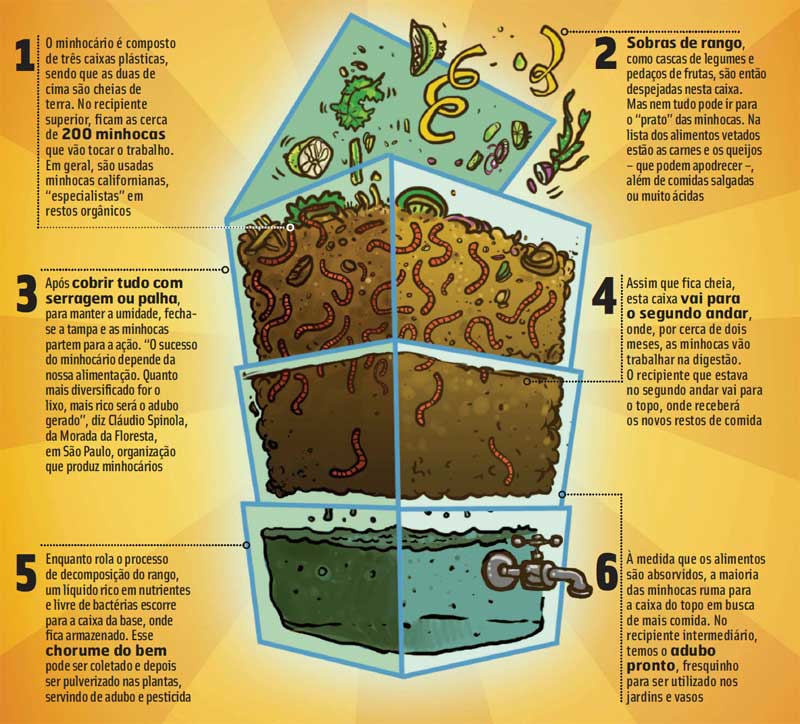 1
O minhocário é composto
de três caixas plásticas,
sendo que as duas de
cima são cheias de
terra. No recipiente
superior, ficam as cerca
de 200 minhocas
que vão tocar o trabalho.
Em geral, são usadas
minhocas californianas,
“especialistas” em
restos orgânicos
2
Sobras de rango,
como cascas de legumes e
pedaços de frutas, são então
despejadas nesta caixa.
Mas nem tudo pode ir para
o “prato” das minhocas. Na
lista dos alimentos vetados
estão as carnes e os queijos
– que podem apodrecer –,
além de comidas salgadas
ou muito ácidas
3
Após cobrir tudo com
serragem ou palha,
para manter a umidade, fecha-
se a tampa e as minhocas
partem para a ação. “O sucesso
do minhocário depende da
nossa alimentação. Quanto
mais diversificado for o
lixo, mais rico será o adubo
gerado”, diz Cláudio Spinola,
da Morada da Floresta,
em São Paulo, organização
que produz minhocários
4
Assim que fica cheia,
esta caixa vai para
o segundo andar,
onde, por cerca de dois
meses, as minhocas vão
trabalhar na digestão.
O recipiente que estava
no segundo andar vai para
o topo, onde receberá
os novos restos de comida
5
Enquanto rola o processo
de decomposição do rango,
um líquido rico em nutrientes
e livre de bactérias escorre
para a caixa da base, onde
fica armazenado. Esse
chorume do bem
pode ser coletado e depois
ser pulverizado nas plantas,
servindo de adubo e pesticida
6
À medida que os alimentos
são absorvidos, a maioria
das minhocas ruma para
a caixa do topo em busca
de mais comida. No
recipiente intermediário,
temos o adubo
pronto, fresquinho
para ser utilizado nos
jardins e vasos